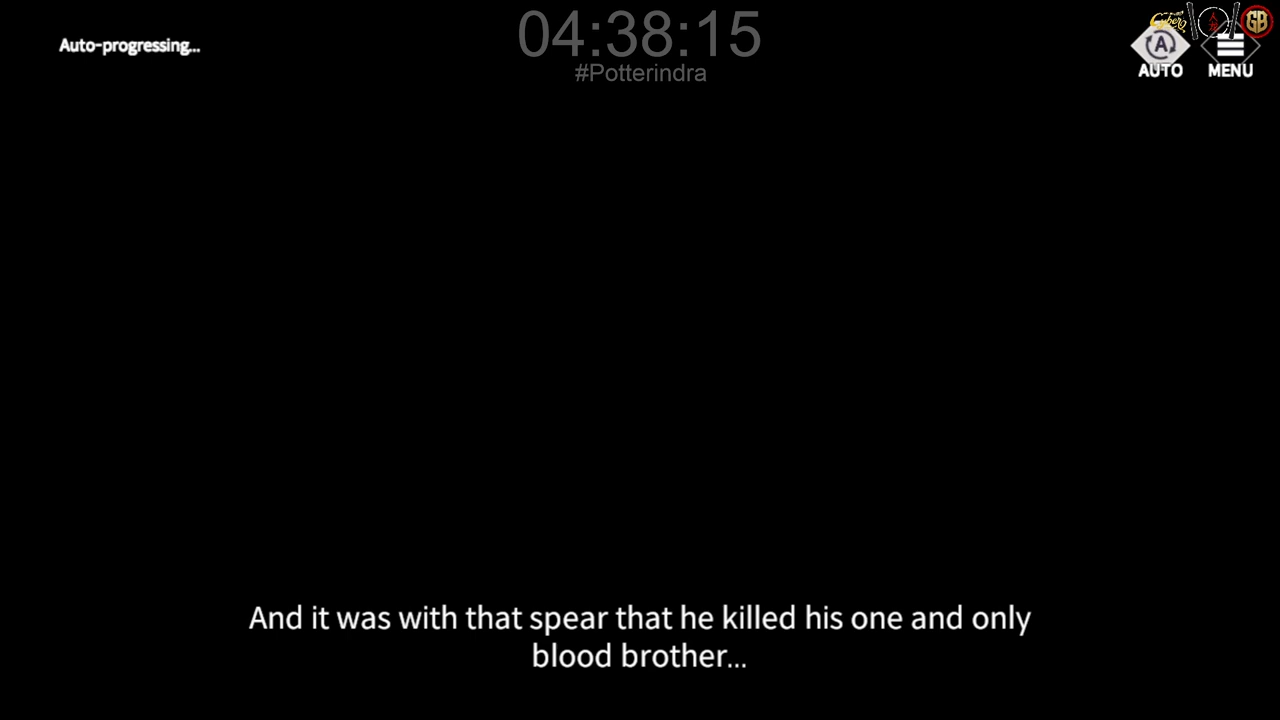 04:38:15
Auto-progressing...
#Potterindra
GB
A
AUTO
MENU
And it was with that spear that he killed his one and only
blood brother...